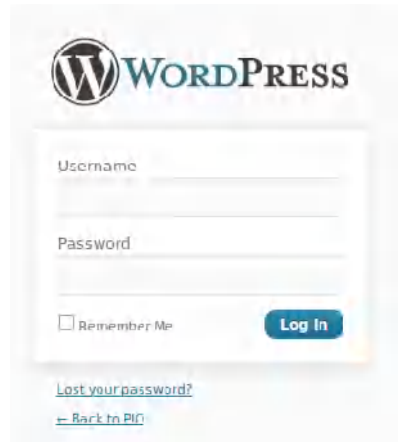 WORDPRESS
Username
Password
Remember Me
Log In
Lost your password?
← Back to PIO